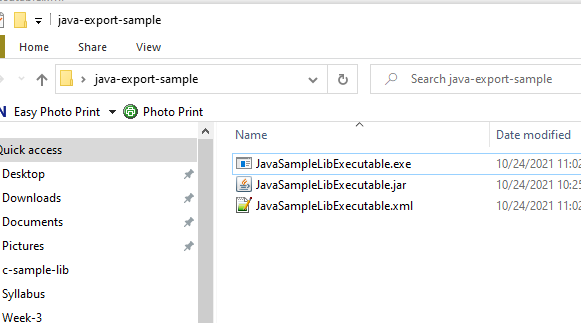 java-export-sample
Home Share View
java-export-sample Search java-export-sample
Easy Photo Print Photo Print
Name Date modified
Quick access
Desktop
Downloads
Documents
Pictures
c-sample-lib
Syllabus
Week-3
JavaSampleLibExecutable.exe 10/24/2021 11:02
JavaSampleLibExecutable.jar 10/24/2021 10:25
JavaSampleLibExecutable.xml 10/24/2021 11:02